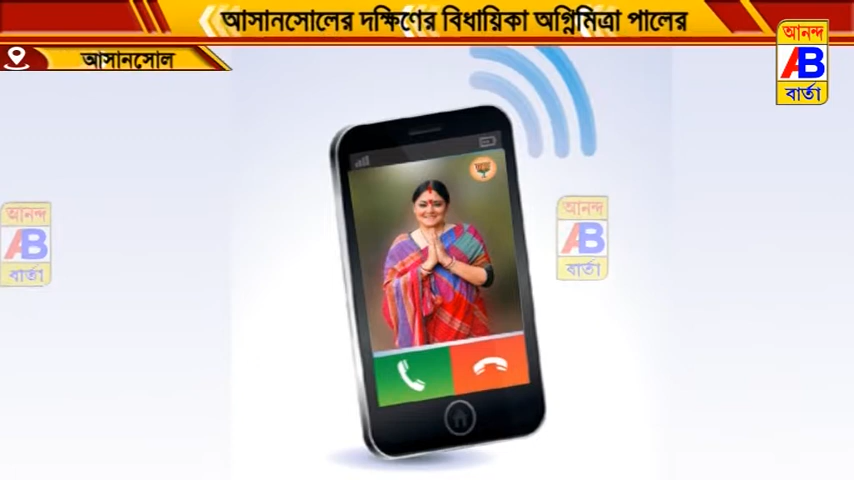 আসানসোলের দক্ষিণের বিধায়িকা অগ্নিমিত্রা পালের
আসানসোল
আনন্দ
AB
বার্তা
আনন্দ
AB
বার্তা
আনন্দ
AB
বার্তা